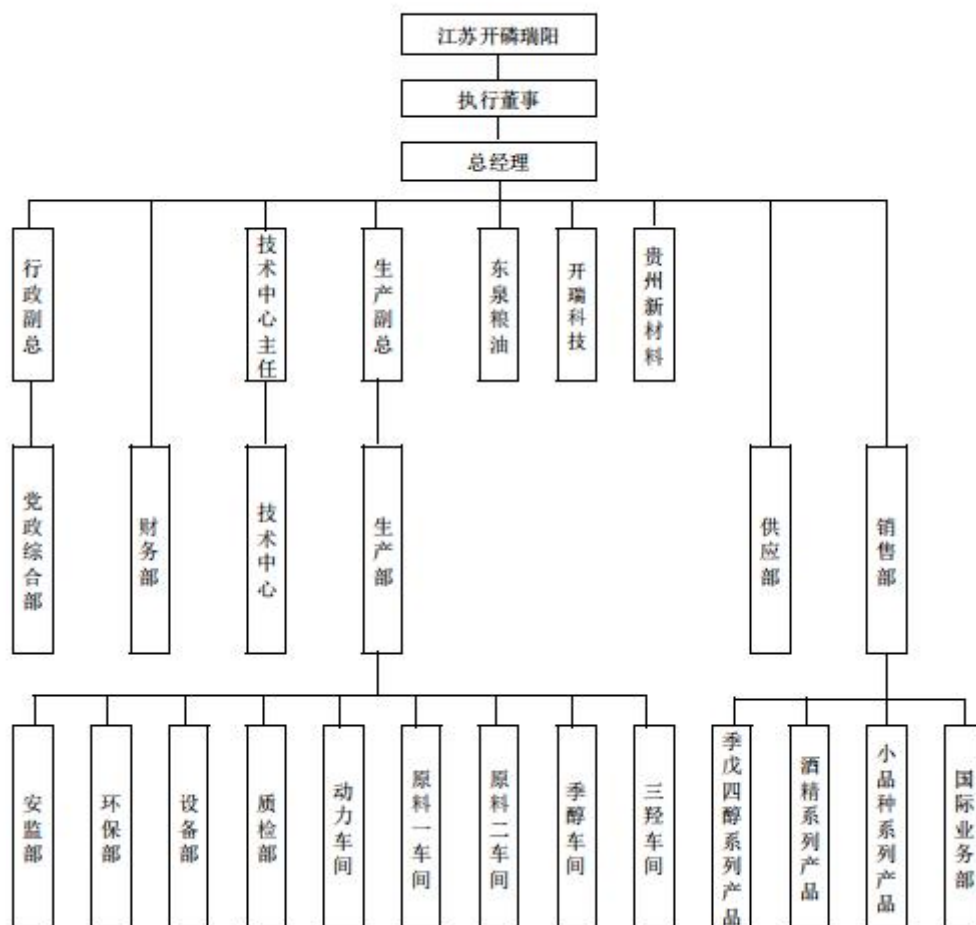 江苏开磷瑞阳
执行董事
总经理
行政副总
技术中心主任
生产副总
东泉粮油
开瑞科技
贵州新材料
党政综合部
财务部
技术中心
生产部
供应部
销售部
安监部
环保部
设备部
质检部
动力车间
原料一车间
原料二车间
季醇车间
三羟车间
季戊四醇系列产品
酒精系列产品
小品种系列产品
国际业务部